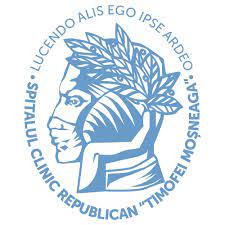 • LUCENDO ALIS EGO IPSE ARDEO •
SPITALUL CLINIC REPUBLICAN "TIMOFEI MOȘNEAGA"